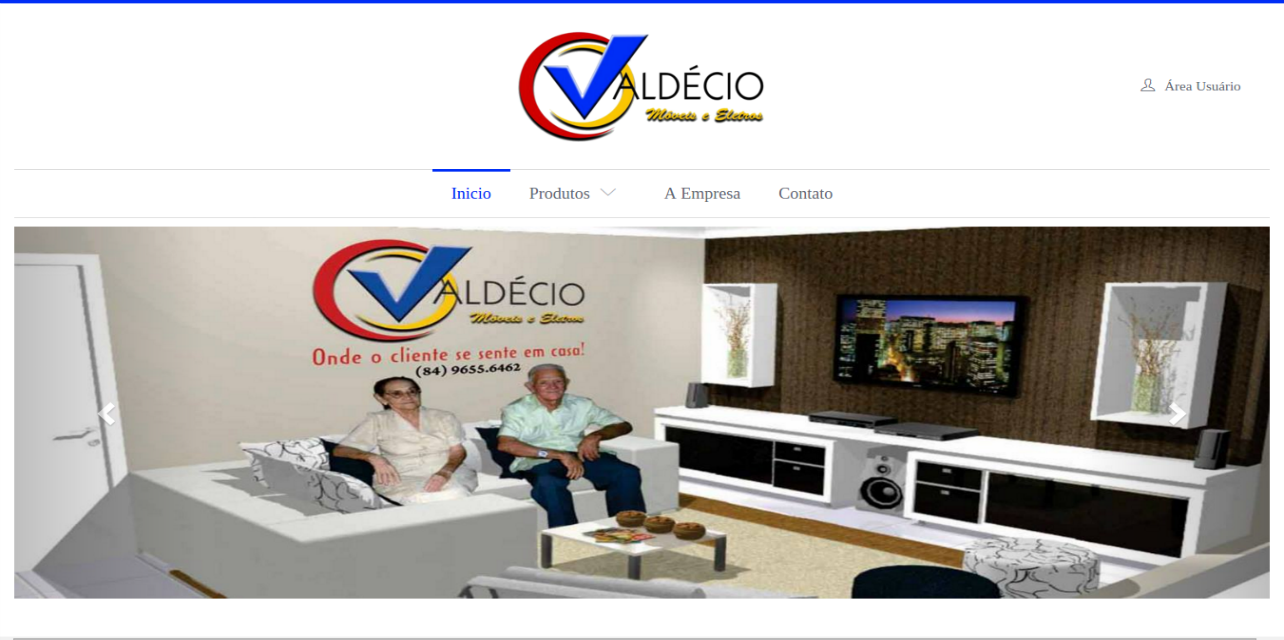 VALDÉCIO
Móveis e Eletros
Área Usuário
Inicio
Produtos
A Empresa
Contato
VALDÉCIO
Móveis e Eletros
Onde o cliente se sente em casa!
(84) 9655.6462